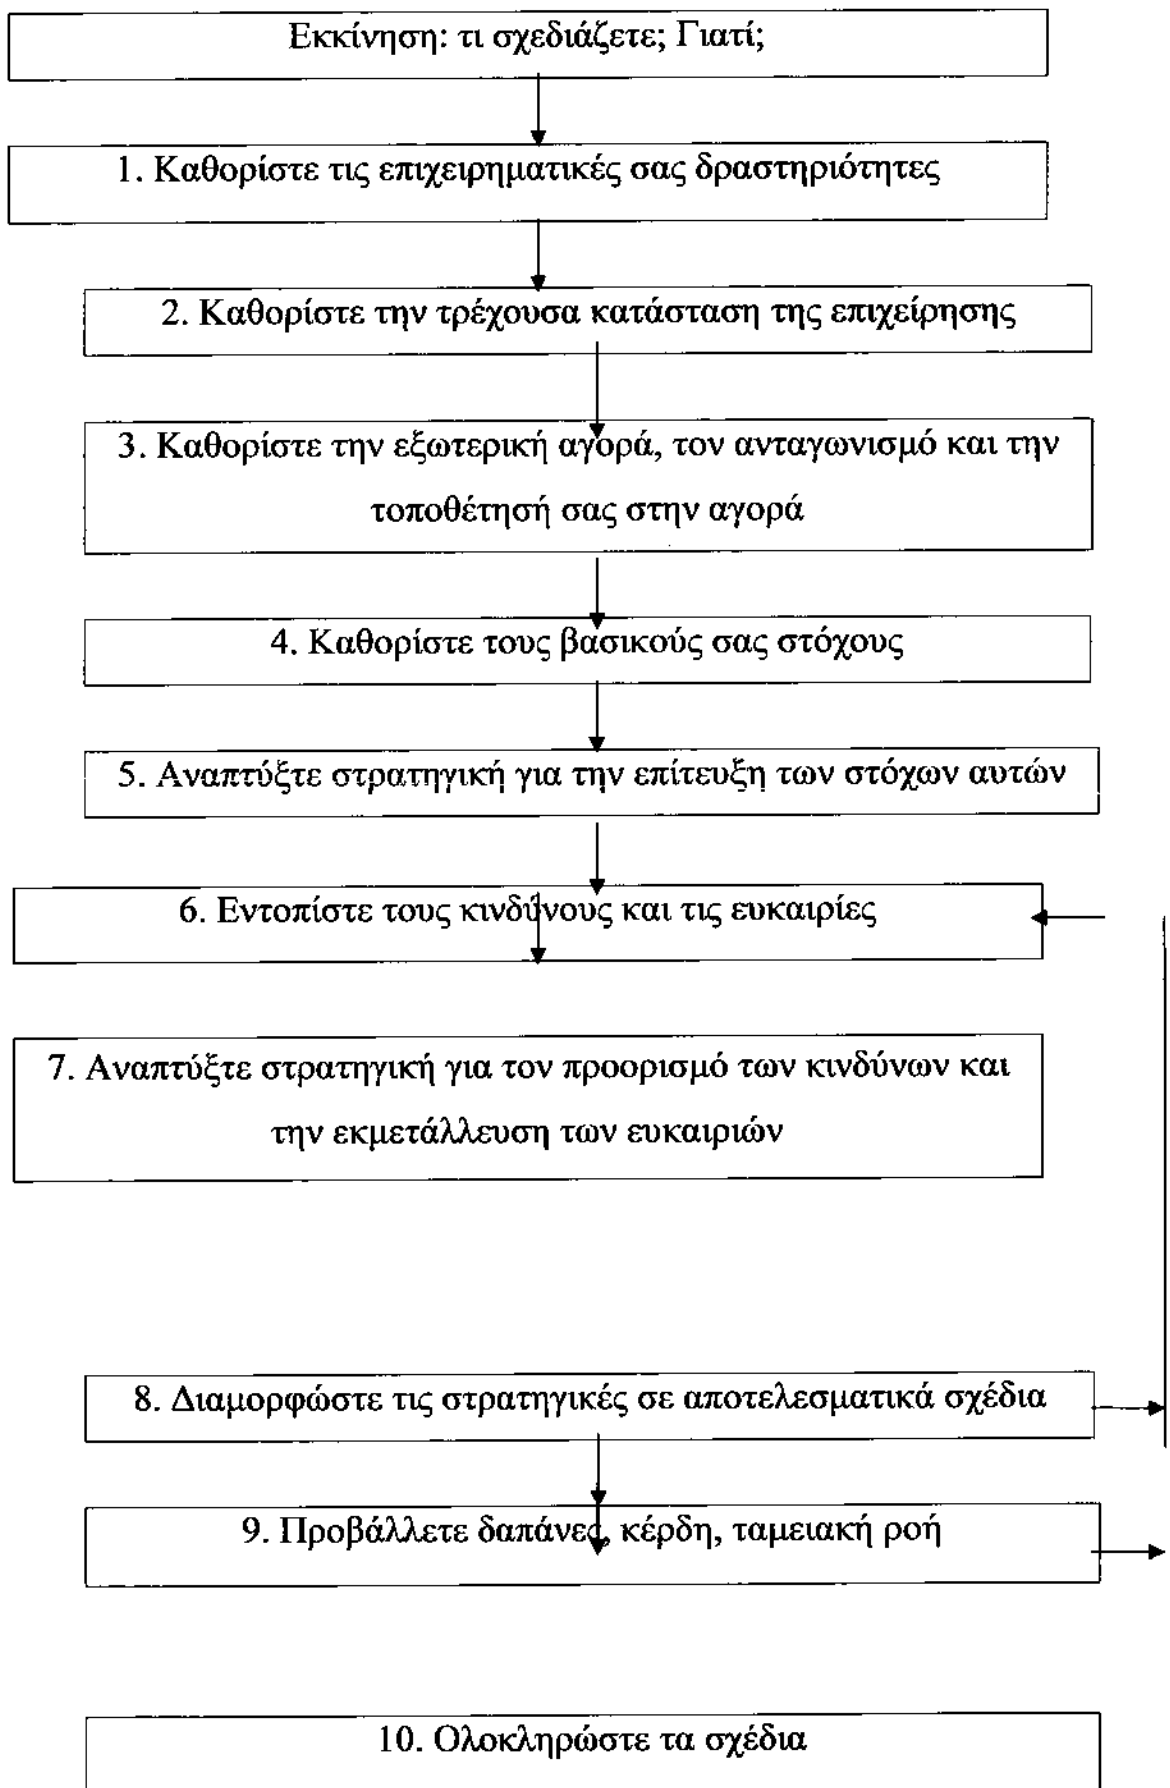 Εκκίνηση: τι σχεδιάζετε; Γιατί;
1. Καθορίστε τις επιχειρηματικές σας δραστηριότητες
2. Καθορίστε την τρέχουσα κατάσταση της επιχείρησης
3. Καθορίστε την εξωτερική αγορά, τον ανταγωνισμό και την
τοποθέτησή σας στην αγορά
4. Καθορίστε τους βασικούς σας στόχους
5. Αναπτύξτε στρατηγική για την επίτευξη των στόχων αυτών
6. Εντοπίστε τους κινδύνους και τις ευκαιρίες
7. Αναπτύξτε στρατηγική για τον προορισμό των κινδύνων και
την εκμετάλλευση των ευκαιριών
8. Διαμορφώστε τις στρατηγικές σε αποτελεσματικά σχέδια
9. Προβάλλετε δαπάνες, κέρδη, ταμειακή ροή
10. Ολοκληρώστε τα σχέδια